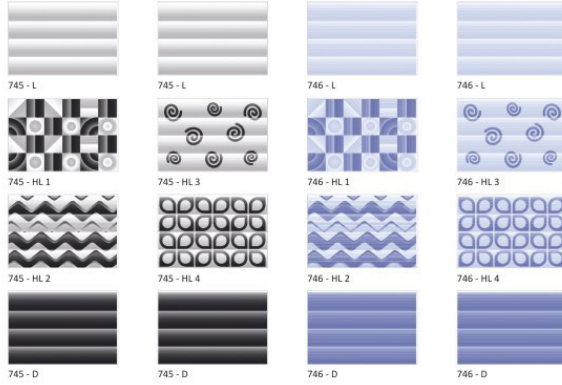 745 - L
745 - L
746 - L
746 - L
745 - HL 1
745 - HL 3
746 - HL 1
746 - HL 3
745 - HL 2
745 - HL 4
746 - HL 2
746 - HL 4
745 - D
745 - D
746 - D
746 - D